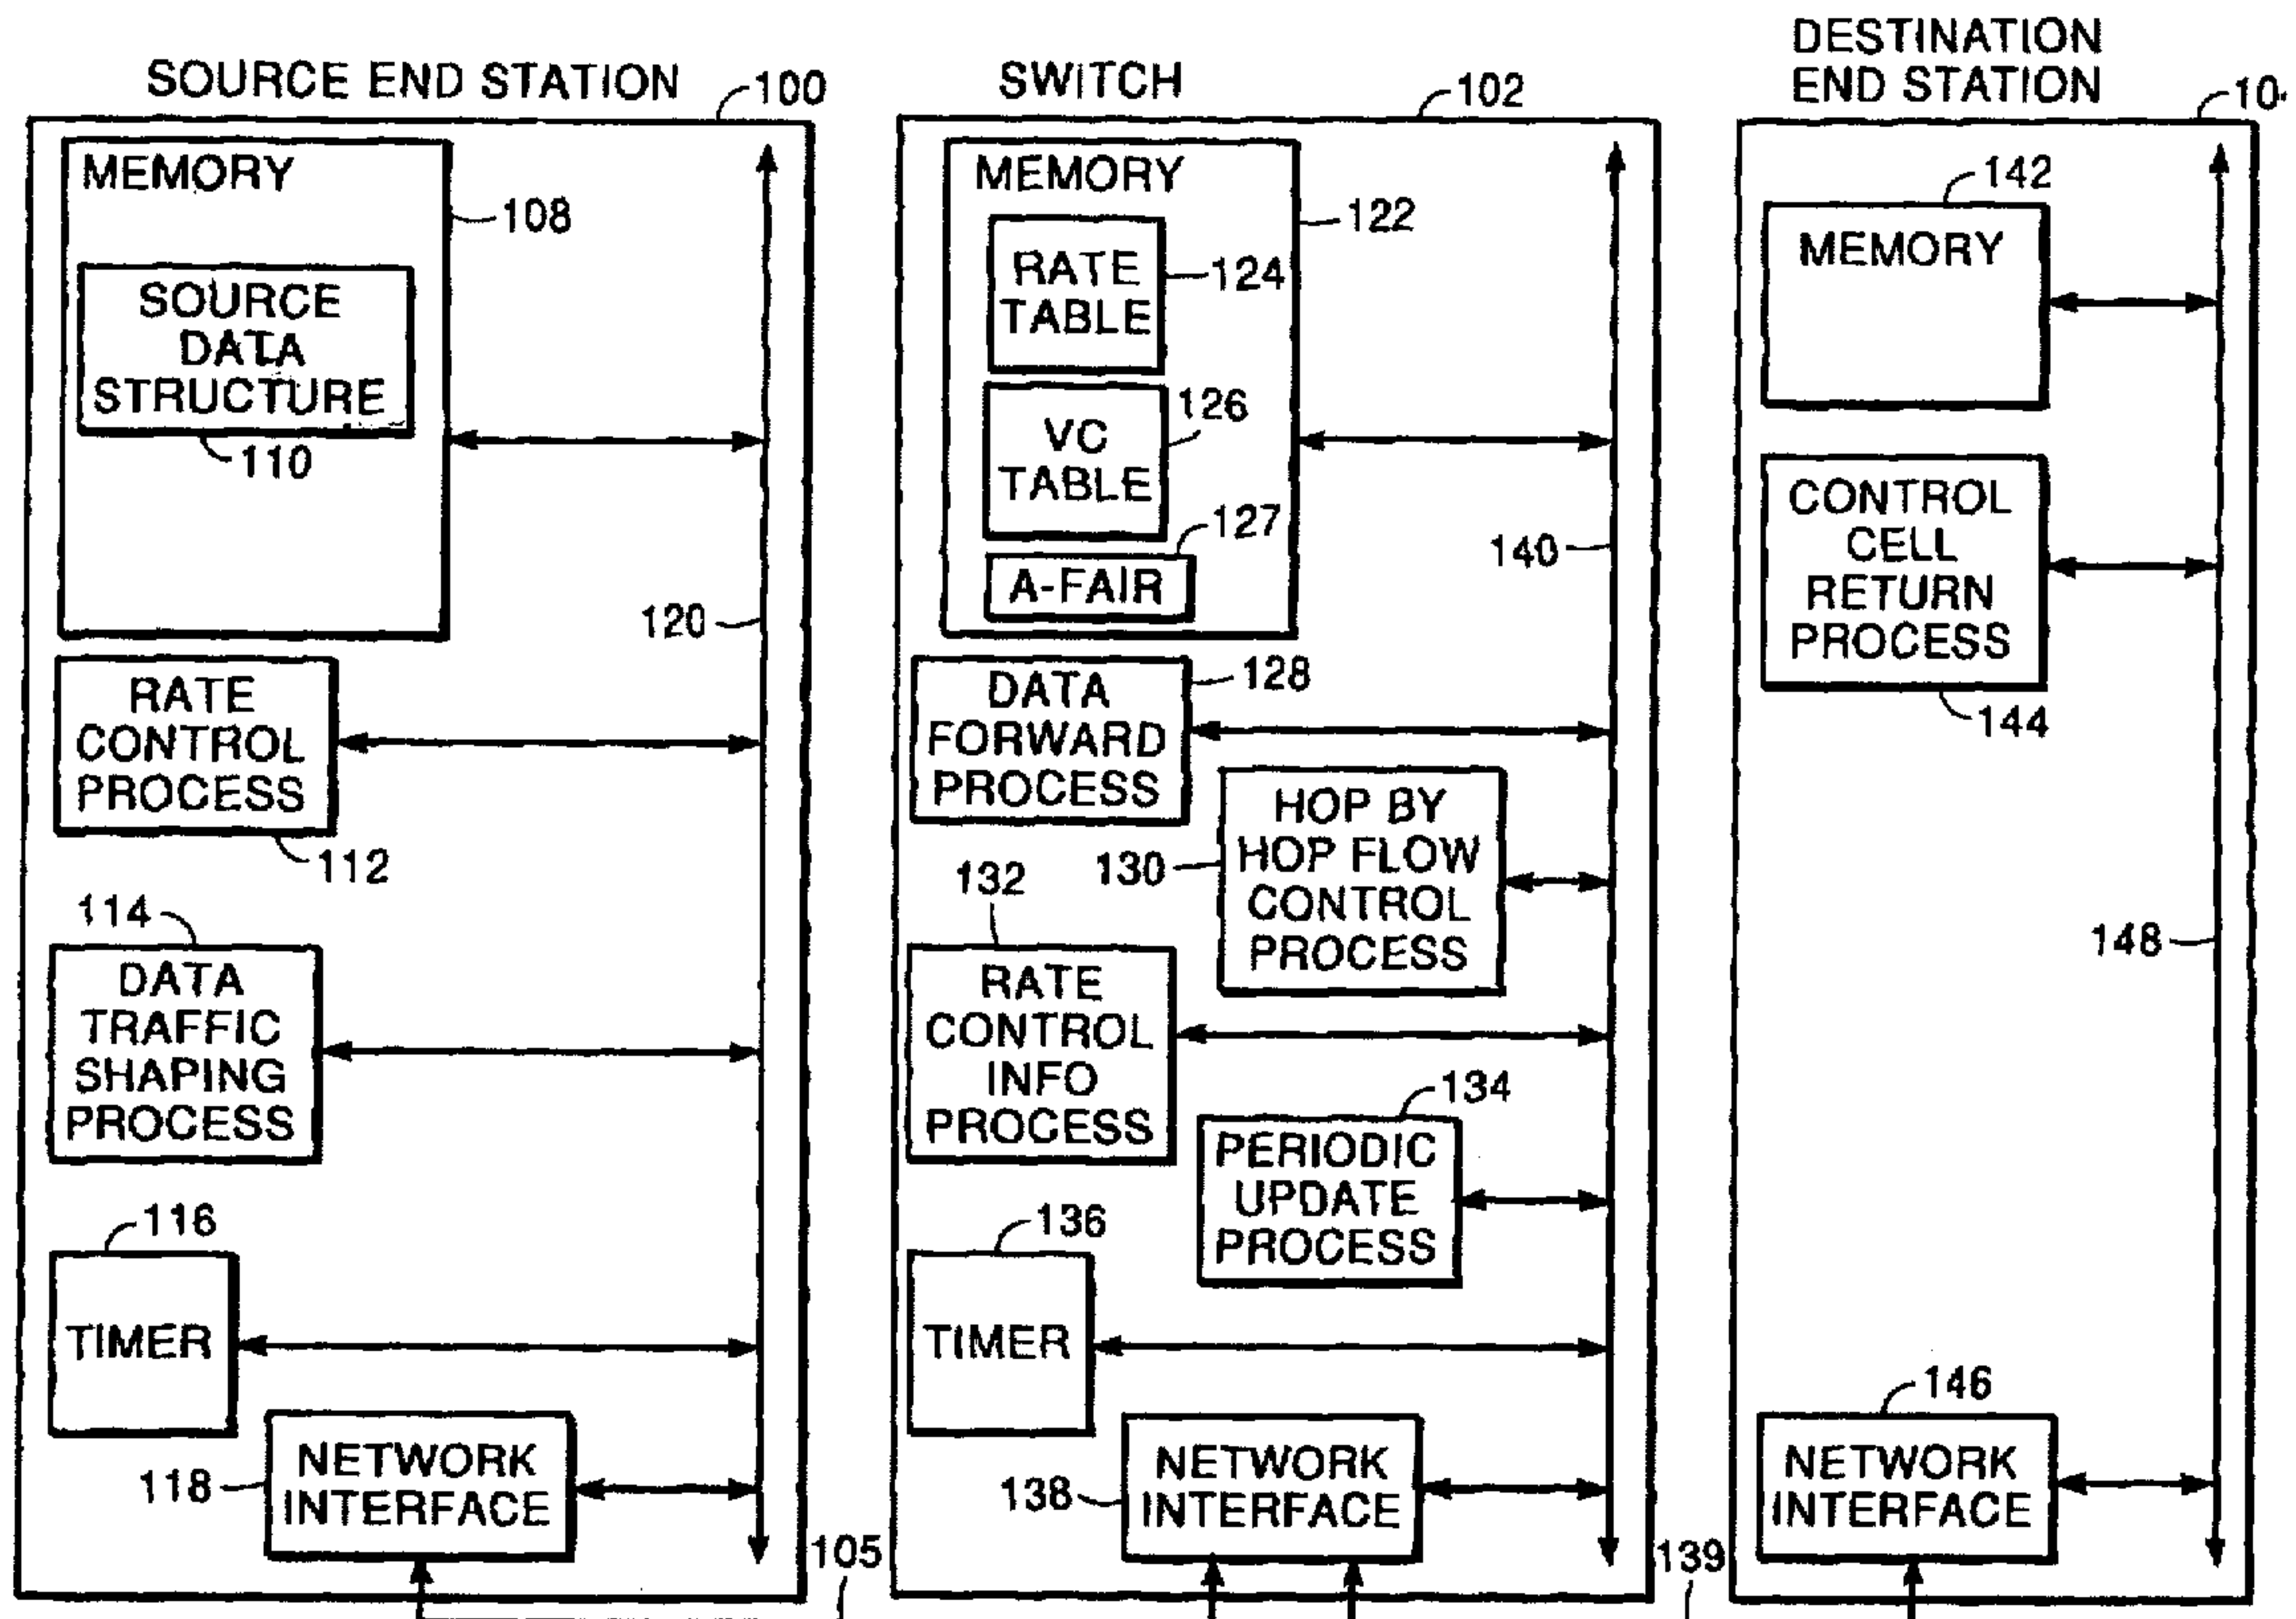 SOURCE END STATION
100
MEMORY
108
SOURCE
DATA
STRUCTURE
110
120
RATE
CONTROL
PROCESS
112
114
DATA
TRAFFIC
SHAPING
PROCESS
116
TIMER
118
NETWORK
INTERFACE
105
SWITCH
102
MEMORY
122
RATE
TABLE
124
VC
TABLE
126
127
A-FAIR
140
DATA
FORWARD
PROCESS
128
HOP BY
HOP FLOW
CONTROL
PROCESS
130
132
RATE
CONTROL
INFO
PROCESS
134
PERIODIC
UPDATE
PROCESS
136
TIMER
138
NETWORK
INTERFACE
139
DESTINATION
END STATION
142
MEMORY
CONTROL
CELL
RETURN
PROCESS
144
148
146
NETWORK
INTERFACE